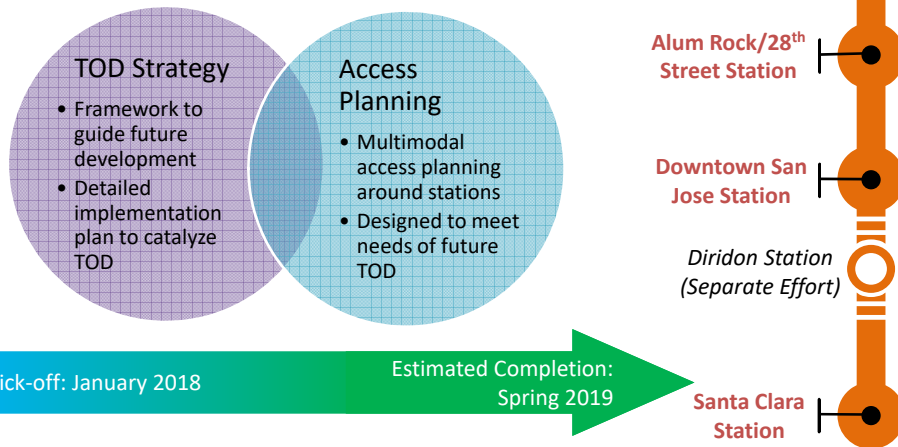 TOD Strategy
• Framework to
guide future
development
• Detailed
implementation
plan to catalyze
TOD
Access
Planning
• Multimodal
access planning
around stations
• Designed to meet
needs of future
TOD
ick-off: January 2018
Estimated Completion:
Spring 2019
Alum Rock/28th
Street Station
Downtown San
Jose Station
Diridon Station
(Separate Effort)
Santa Clara
Station